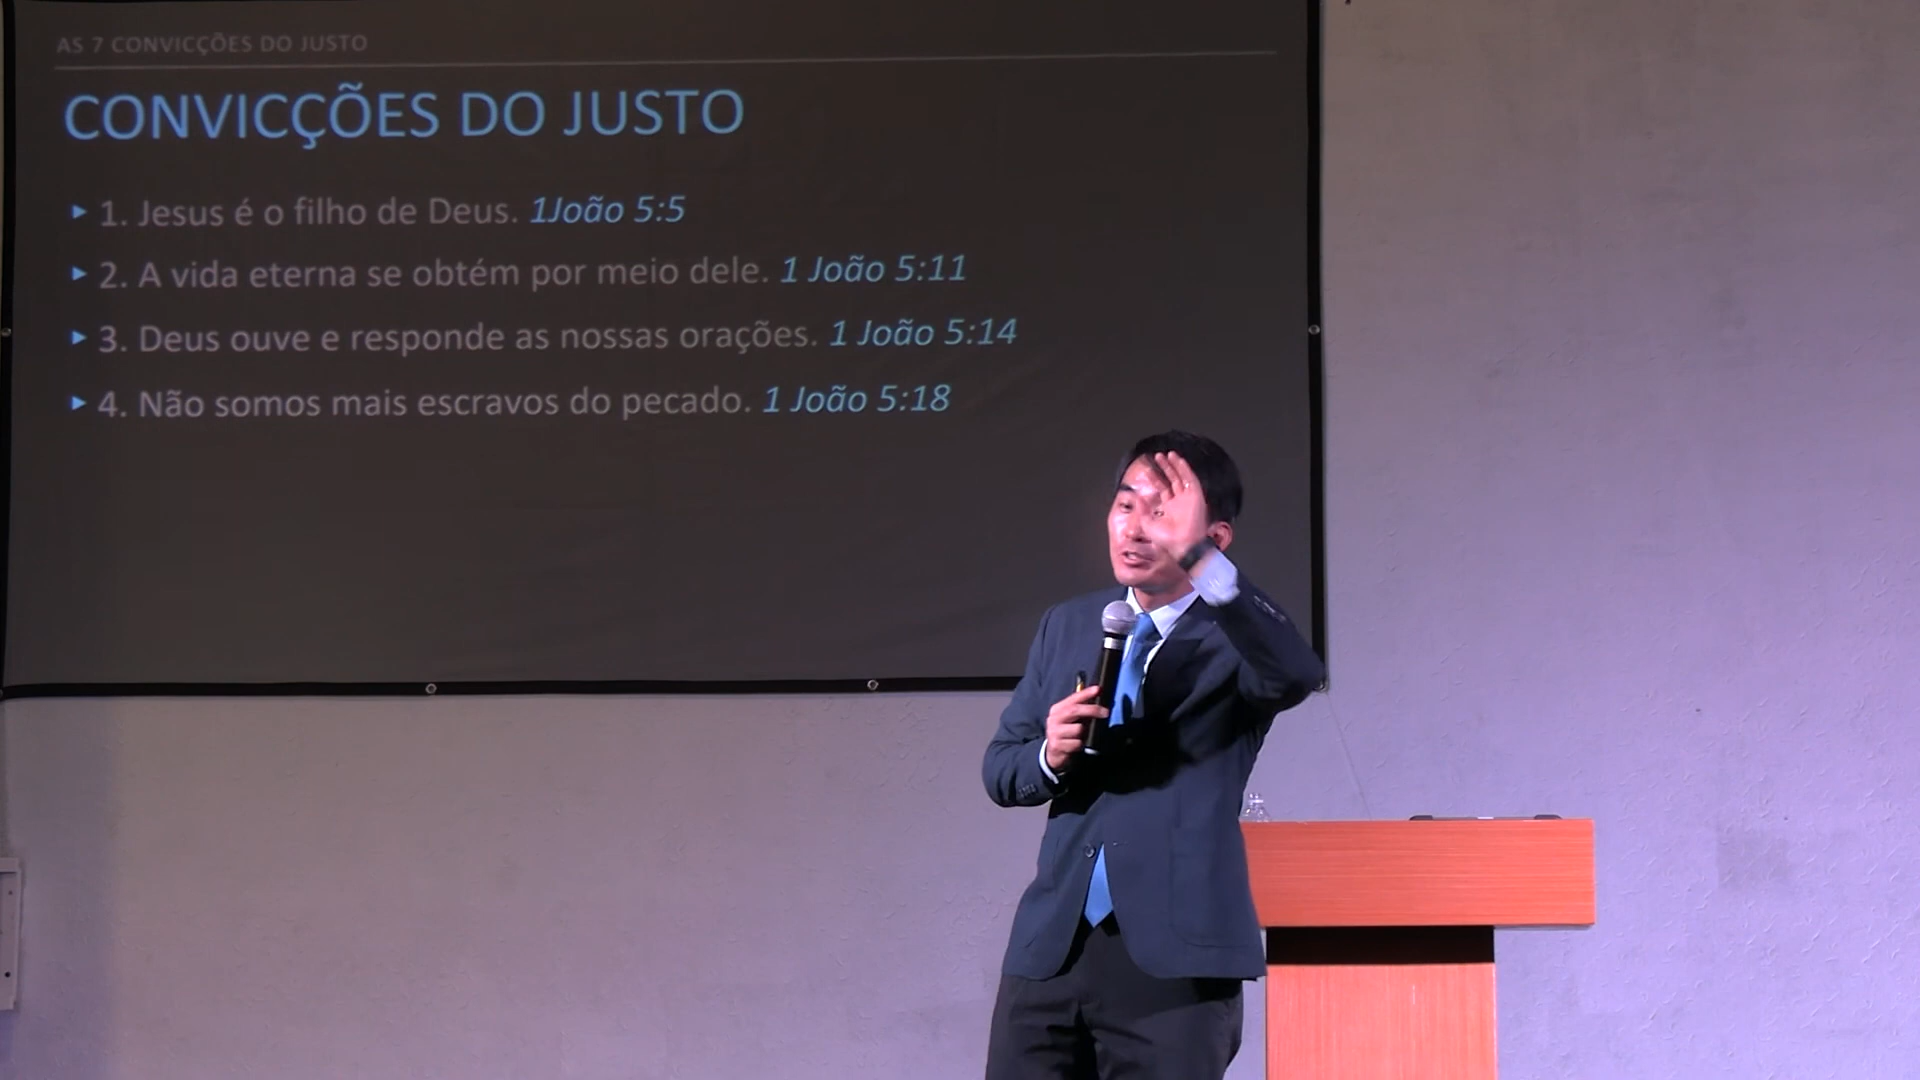 AS 7 CONVICÇÕES DO JUSTO
CONVICÇÕES DO JUSTO
▸ 1. Jesus é o filho de Deus. 1João 5:5
▸ 2. A vida eterna se obtém por meio dele. 1 João 5:11
▸ 3. Deus ouve e responde as nossas orações. 1 João 5:14
▸ 4. Não somos mais escravos do pecado. 1 João 5:18